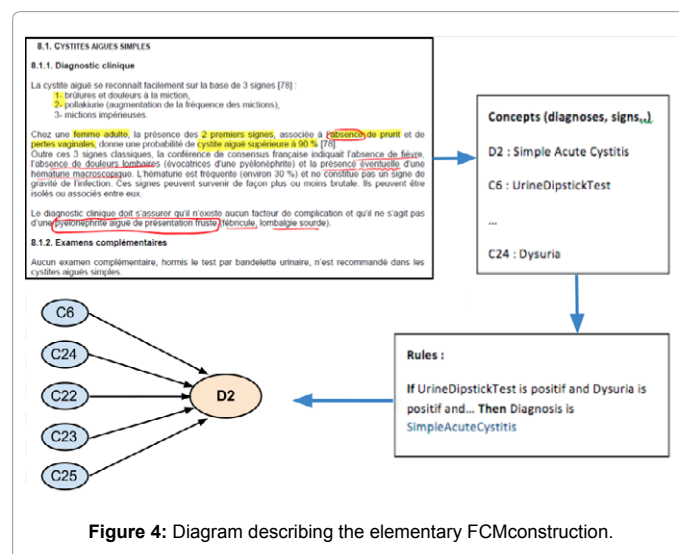 8.1. CYSTITES AIGUES SIMPLES
8.1.1. Diagnostic clinique
La cystite aiguë se reconnaît facilement sur la base de 3 signes [78] :
1- brûlures et douleurs à la miction,
2- pollakiurie (augmentation de la fréquence des mictions),
3- mictions impérieuses.
Chez une femme adulte, la présence des 2 premiers signes, associée à l'absence de prurit et de
pertes vaginales, donne une probabilité de cystite aiguë supérieure à 90 % [78]
Outre ces 3 signes classiques, la conférence de consensus française indiquait l'absence de fièvre,
l'absence de douleurs lombaires (évocatrices d'une pyélonéphrite) et la présence éventuelle d'une
hématurie macroscopique. L'hématurie est fréquente (environ 30 %) et ne constitue pas un signe de
gravité de l'infection. Ces signes peuvent survenir de façon plus ou moins brutale. Ils peuvent être
isolés ou associés entre eux.
Le diagnostic clinique doit s'assurer qu'il n'existe aucun facteur de complication et qu'il ne s'agit pas
d'une pyélonéphrite aiguë de présentation fruste (fébricule, lombalgie sourde).
8.1.2. Examens complémentaires
Aucun examen complémentaire, hormis le test par bandelette urinaire, n'est recommandé dans les
cystites aiguës simples.
Concepts (diagnoses, signs,..)
D2 : Simple Acute Cystitis
C6 : UrineDipstickTest
...
C24 : Dysuria
Rules :
If UrineDipstickTest is positif and Dysuria is
positif and... Then Diagnosis is
SimpleAcuteCystitis
C6
C24
C22
C23
C25
D2
Figure 4: Diagram describing the elementary FCMconstruction.